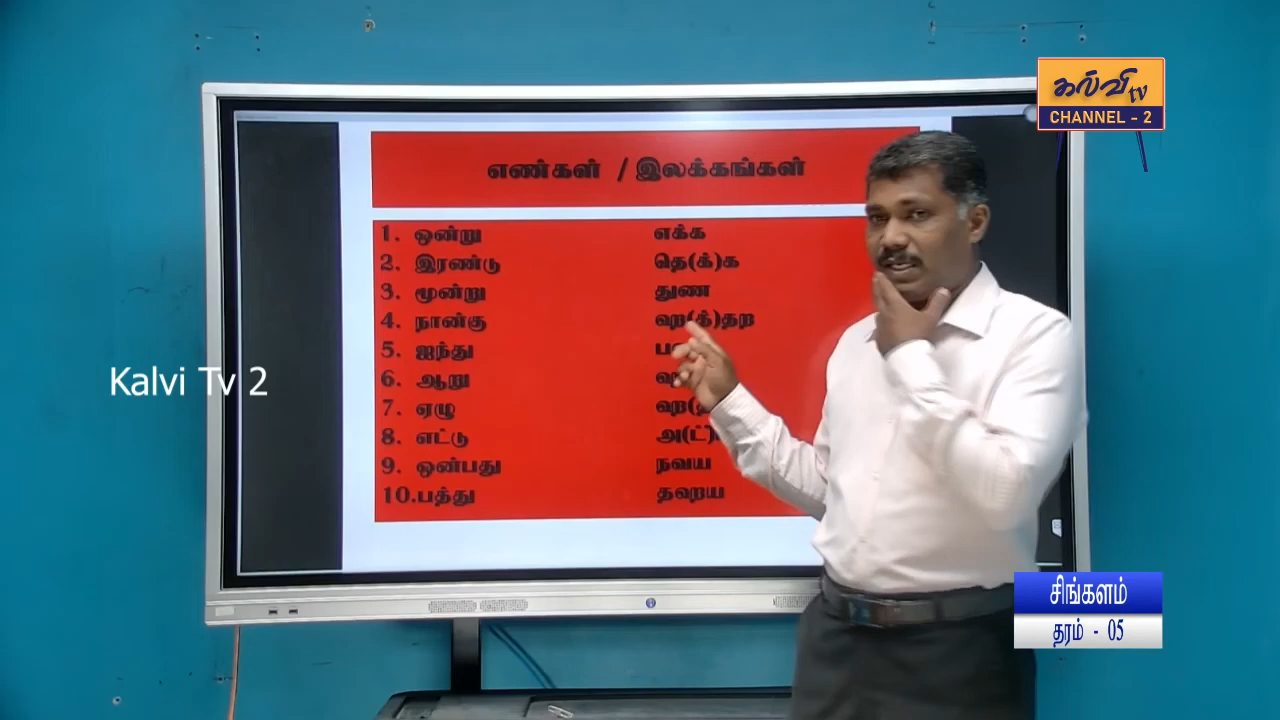 கல்வி tv
CHANNEL - 2
எண்கள் / இலக்கங்கள்
1. ஒன்று எக்க
2. இரண்டு தெ(க்)க
3. மூன்று துண
4. நான்கு ஹ(த்)தற
5. ஐந்து
6. ஆறு
7. ஏழு
8. எட்டு
9. ஒன்பது நவய
10.பத்து தஹய
Kalvi Tv 2
சிங்களம்
தரம் - 05